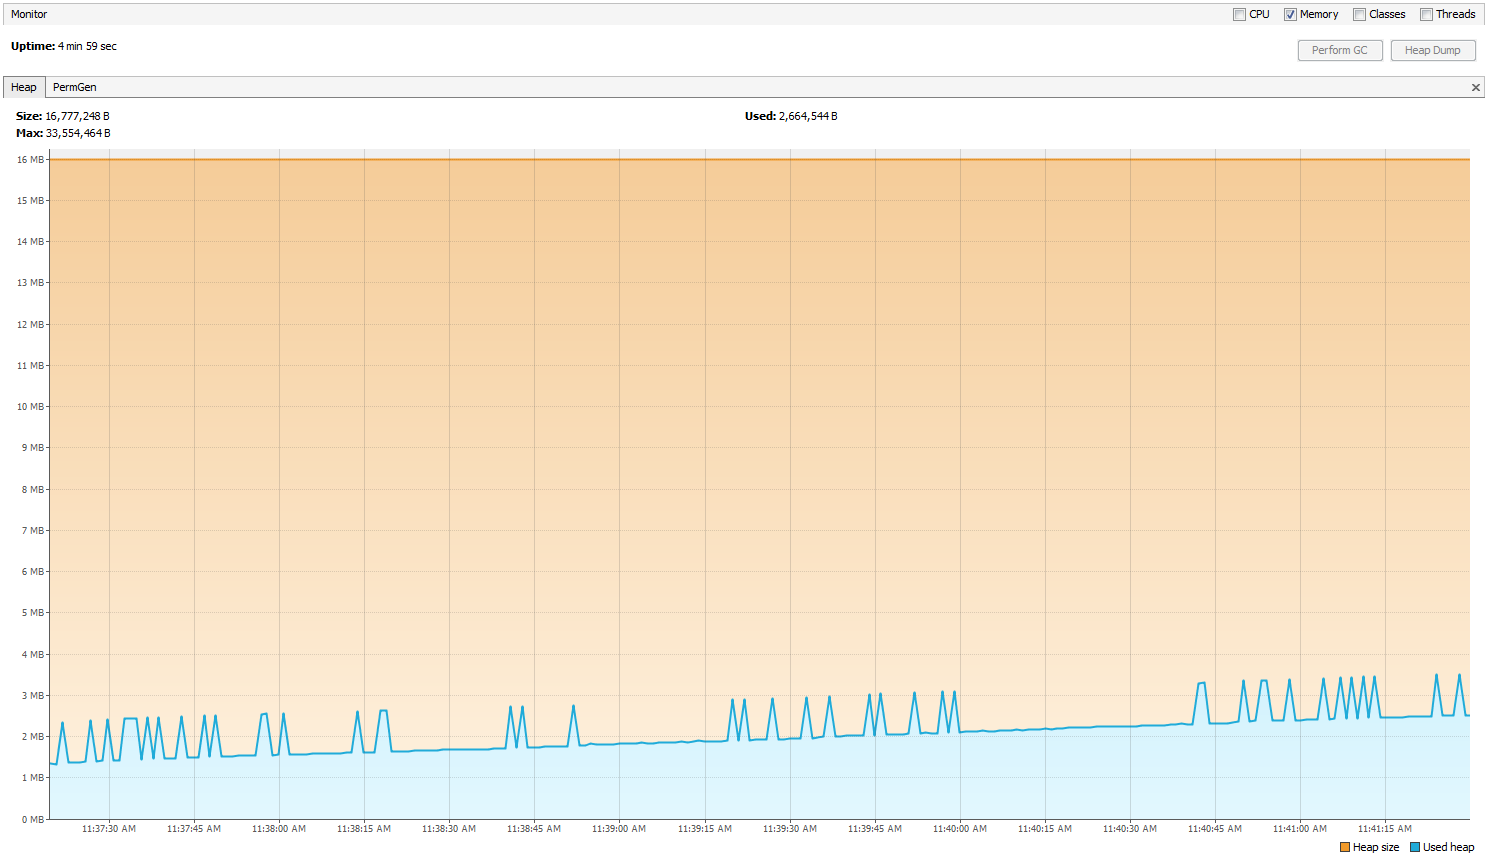 Monitor
CPU Memory Classes Threads
Uptime: 4 min 59 sec
Perform GC Heap Dump
Heap PermGen
Size: 16,777,248 B Used: 2,664,544 B
Max: 33,554,464 B
16 MB
15 MB
14 MB
13 MB
12 MB
11 MB
10 MB
9 MB
8 MB
7 MB
6 MB
5 MB
4 MB
3 MB
2 MB
1 MB
0 MB
11:37:30 AM 11:37:45 AM 11:38:00 AM 11:38:15 AM 11:38:30 AM 11:38:45 AM 11:39:00 AM 11:39:15 AM 11:39:30 AM 11:39:45 AM 11:40:00 AM 11:40:15 AM 11:40:30 AM 11:40:45 AM 11:41:00 AM 11:41:15 AM
Heap size Used heap